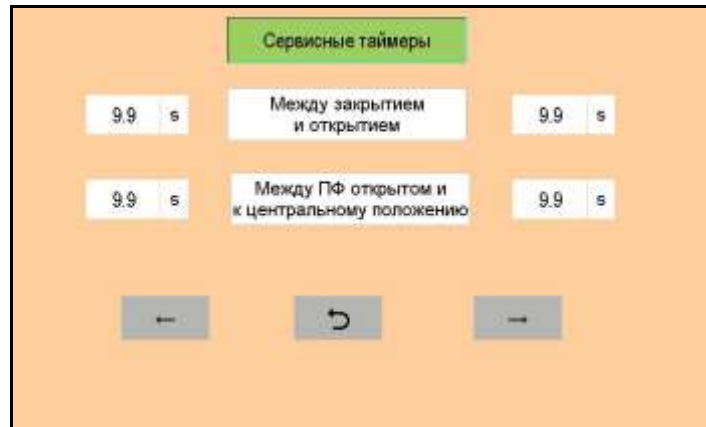 Сервисные таймеры
9.9 s Между закрытием 9.9 s
и открытием
9.9 s Между ПФ открытом и 9.9 s
к центральному положению
← ⮌ →